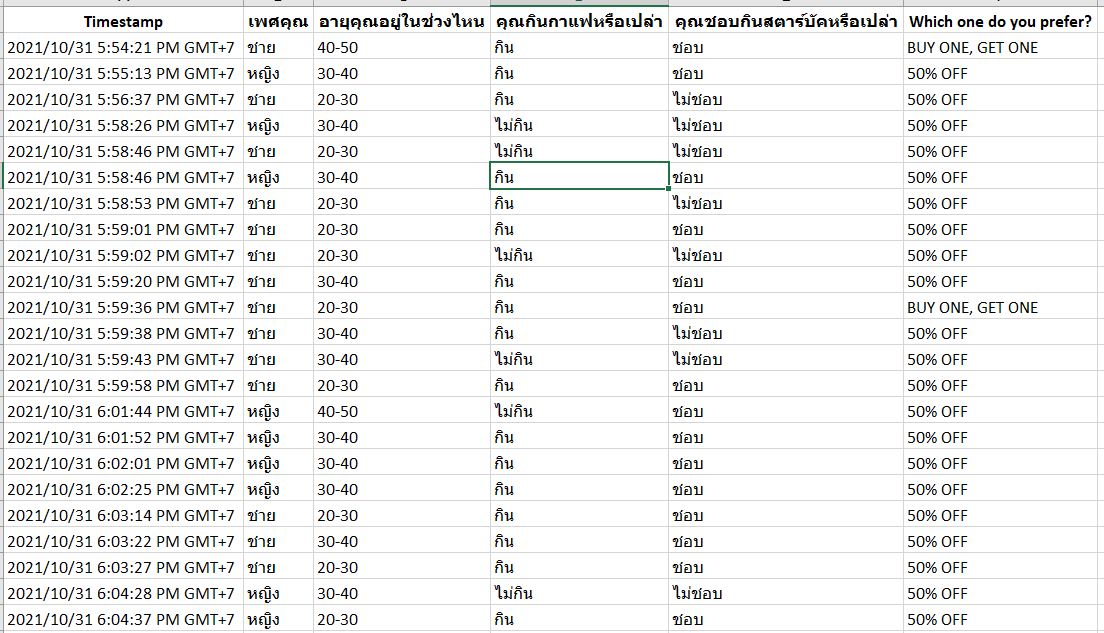 Timestamp เพศคุณ อายุคุณอยู่ในช่วงไหน คุณกินกาแฟหรือเปล่า คุณชอบกินสตาร์บัคหรือเปล่า Which one do you prefer?
2021/10/31 5:54:21 PM GMT+7 ชาย 40-50 กิน ชอบ BUY ONE, GET ONE
2021/10/31 5:55:13 PM GMT+7 หญิง 30-40 กิน ชอบ 50% OFF
2021/10/31 5:56:37 PM GMT+7 ชาย 20-30 กิน ไม่ชอบ 50% OFF
2021/10/31 5:58:26 PM GMT+7 หญิง 30-40 ไม่กิน ไม่ชอบ 50% OFF
2021/10/31 5:58:46 PM GMT+7 ชาย 20-30 ไม่กิน ไม่ชอบ 50% OFF
2021/10/31 5:58:46 PM GMT+7 หญิง 30-40 กิน ชอบ 50% OFF
2021/10/31 5:58:53 PM GMT+7 ชาย 20-30 กิน ไม่ชอบ 50% OFF
2021/10/31 5:59:01 PM GMT+7 ชาย 20-30 กิน ชอบ 50% OFF
2021/10/31 5:59:02 PM GMT+7 ชาย 20-30 ไม่กิน ไม่ชอบ 50% OFF
2021/10/31 5:59:20 PM GMT+7 ชาย 30-40 กิน ชอบ 50% OFF
2021/10/31 5:59:36 PM GMT+7 ชาย 20-30 กิน ชอบ BUY ONE, GET ONE
2021/10/31 5:59:38 PM GMT+7 ชาย 30-40 กิน ไม่ชอบ 50% OFF
2021/10/31 5:59:43 PM GMT+7 ชาย 30-40 ไม่กิน ไม่ชอบ 50% OFF
2021/10/31 5:59:58 PM GMT+7 ชาย 20-30 กิน ชอบ 50% OFF
2021/10/31 6:01:44 PM GMT+7 หญิง 40-50 ไม่กิน ชอบ 50% OFF
2021/10/31 6:01:52 PM GMT+7 หญิง 30-40 กิน ชอบ 50% OFF
2021/10/31 6:02:01 PM GMT+7 หญิง 30-40 กิน ชอบ 50% OFF
2021/10/31 6:02:25 PM GMT+7 หญิง 30-40 กิน ชอบ 50% OFF
2021/10/31 6:03:14 PM GMT+7 ชาย 20-30 กิน ชอบ 50% OFF
2021/10/31 6:03:22 PM GMT+7 ชาย 30-40 กิน ชอบ 50% OFF
2021/10/31 6:03:27 PM GMT+7 ชาย 20-30 กิน ชอบ 50% OFF
2021/10/31 6:04:28 PM GMT+7 หญิง 30-40 ไม่กิน ไม่ชอบ 50% OFF
2021/10/31 6:04:37 PM GMT+7 หญิง 20-30 กิน ชอบ 50% OFF